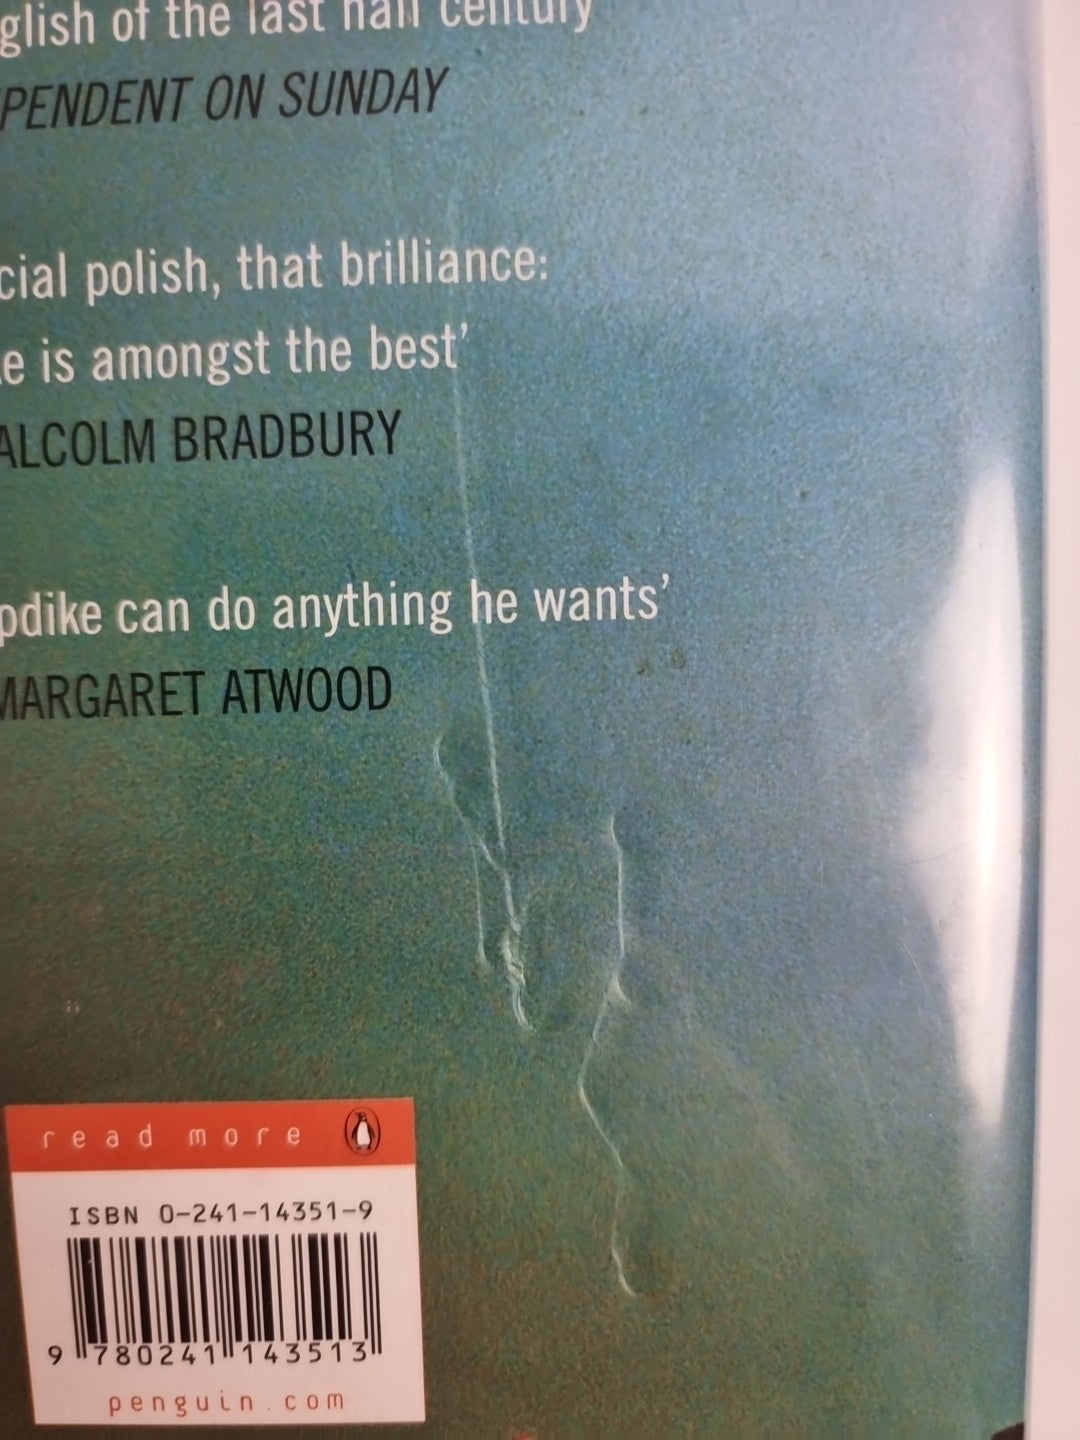 glish of the last half century
PENDENT ON SUNDAY
cial polish, that brilliance:
e is amongst the best’
ALCOLM BRADBURY
pdike can do anything he wants’
MARGARET ATWOOD
read more
ISBN 0-241-14351-9
9 780241 143513
penguin.com